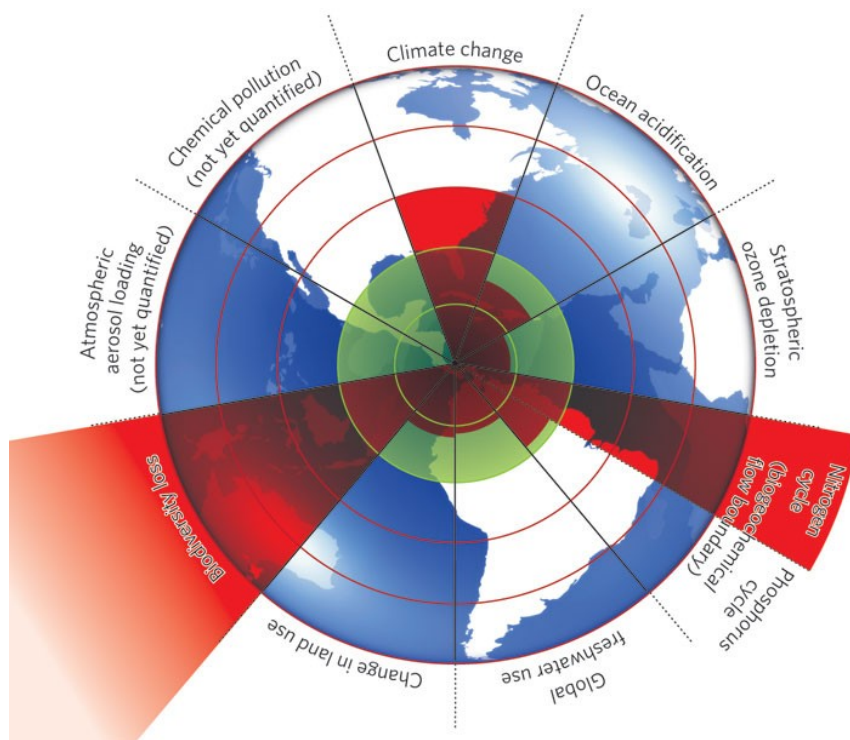 Climate change
Ocean acidification
Stratospheric
ozone depletion
Nitrogen
cycle
(biogeochemical
flow boundary)
Phosphorus
cycle
Global
freshwater use
Change in land use
Biodiversity loss
Atmospheric
aerosol loading
(not yet quantified)
Chemical pollution
(not yet quantified)